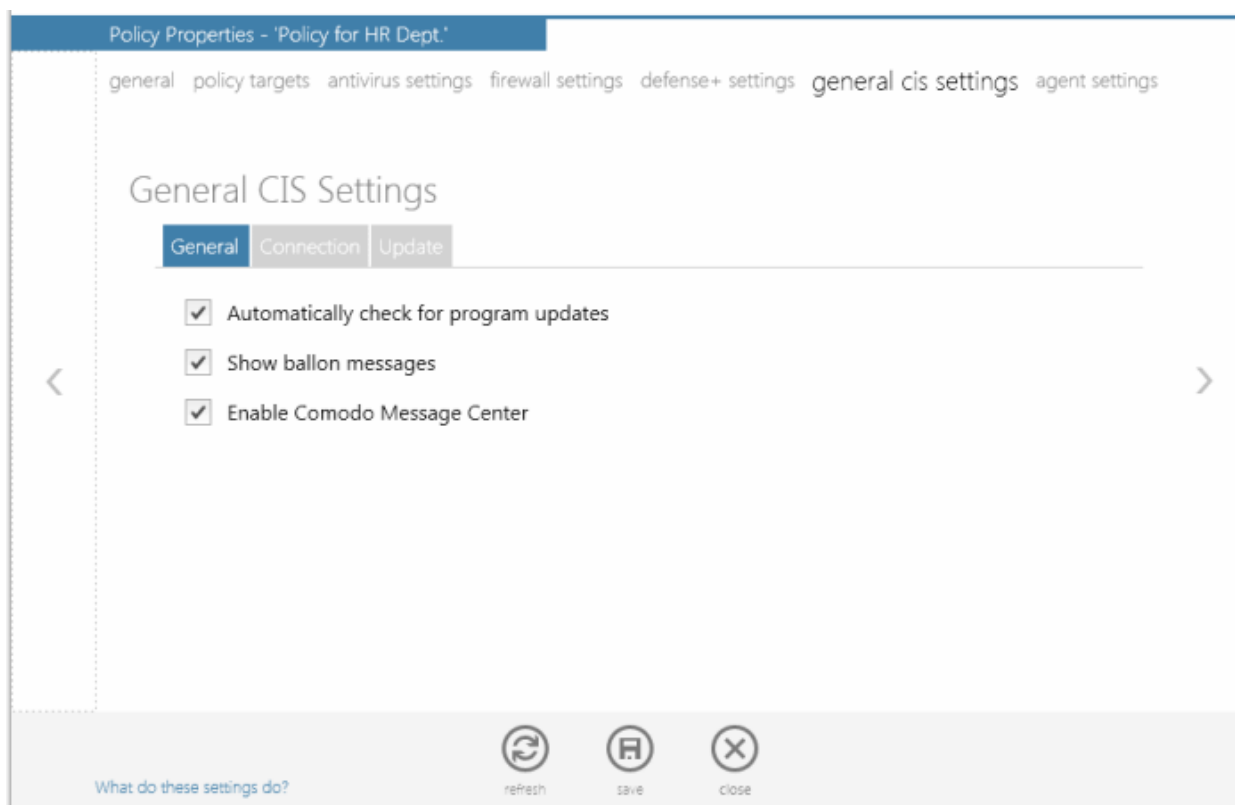 Policy Properties - 'Policy for HR Dept.'
general policy targets antivirus settings firewall settings defense+ settings general cis settings agent settings
General CIS Settings
General Connection Update
Automatically check for program updates
Show ballon messages
Enable Comodo Message Center
What do these settings do? refresh save close